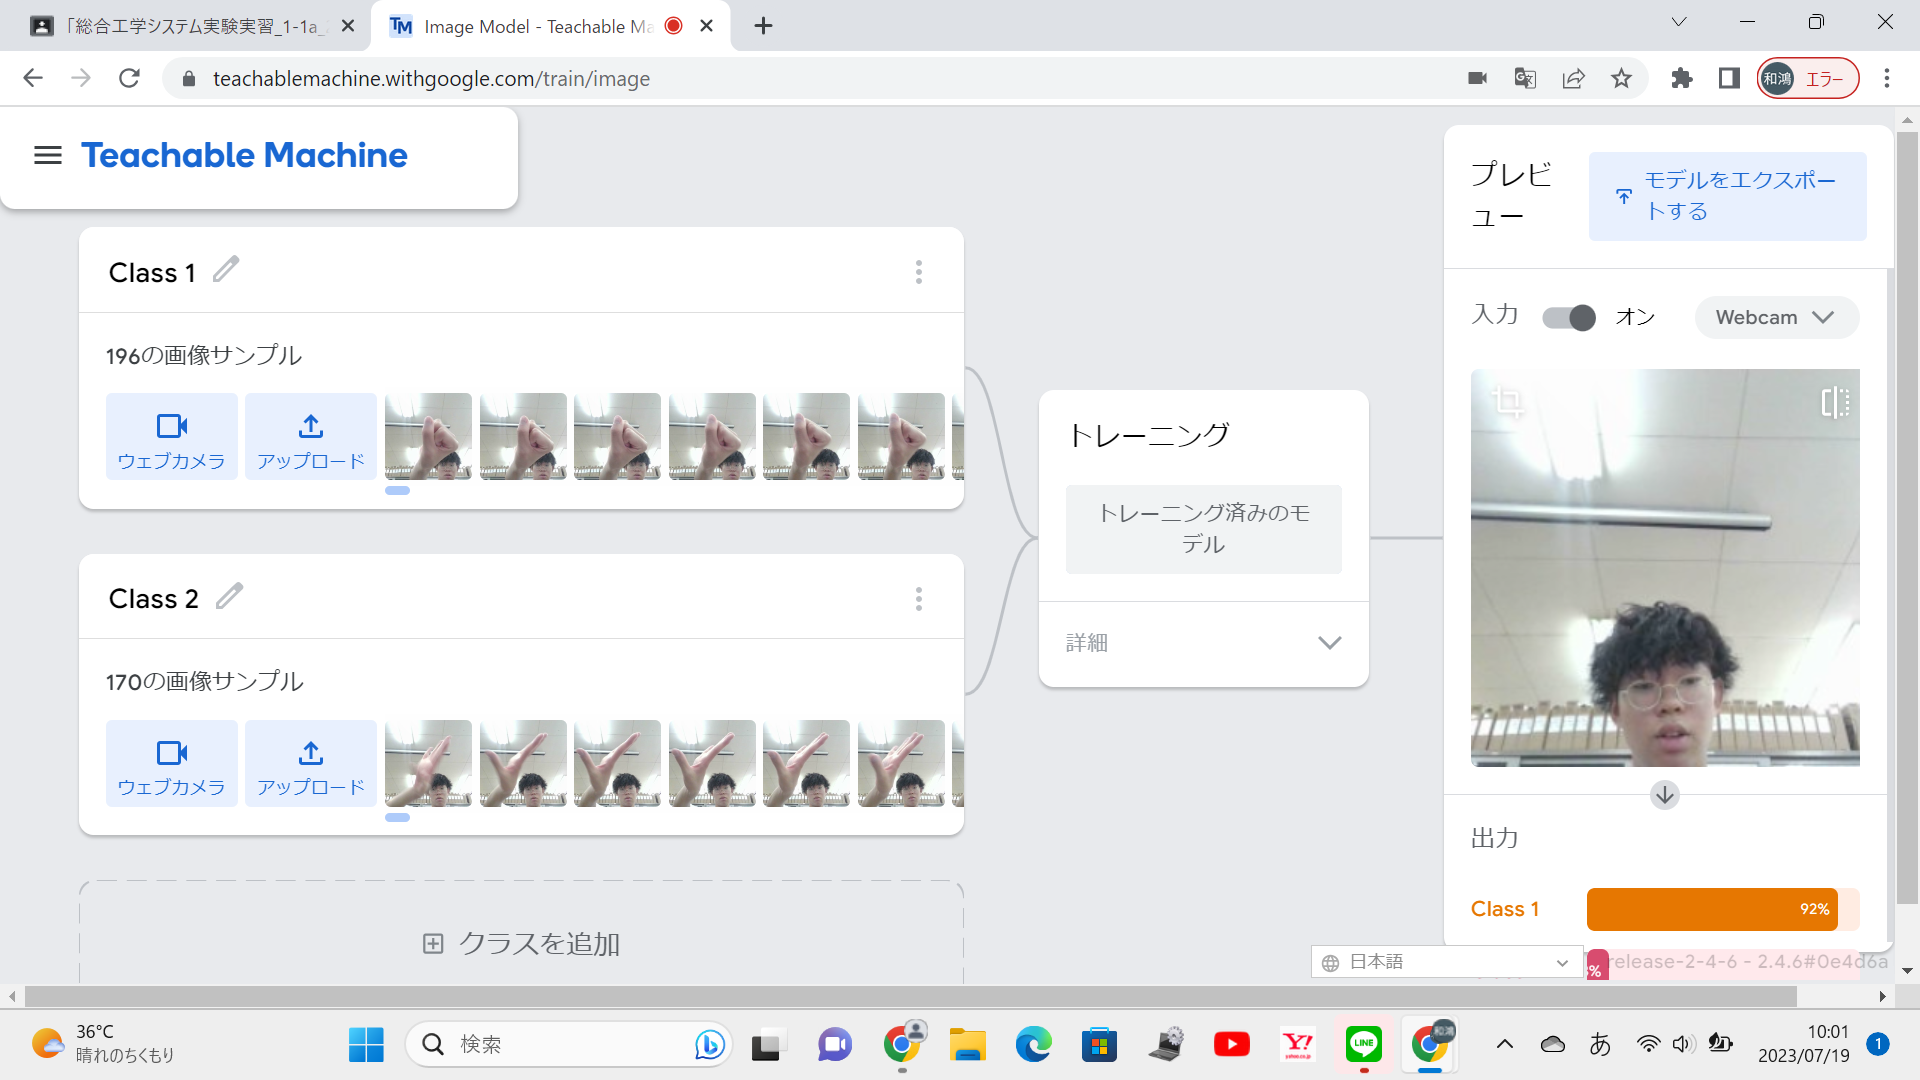 「総合工学システム実験実習_1-1a_
Image Model - Teachable Ma
teachablemachine.withgoogle.com/train/image
和鴻 エラー
Teachable Machine
プレビ
ュー
モデルをエクスポー
トする
Class 1
196の画像サンプル
ウェブカメラ
アップロード
入力
オン
Webcam
トレーニング
トレーニング済みのモ
デル
詳細
Class 2
170の画像サンプル
ウェブカメラ
アップロード
出力
Class 1
92%
クラスを追加
日本語
%
release-2-4-6 - 2.4.6#0e4d6a
36°C
晴れのちくもり
検索
Y!
yahoo.co.jp
LINE
和鴻
あ
10:01
2023/07/19
1